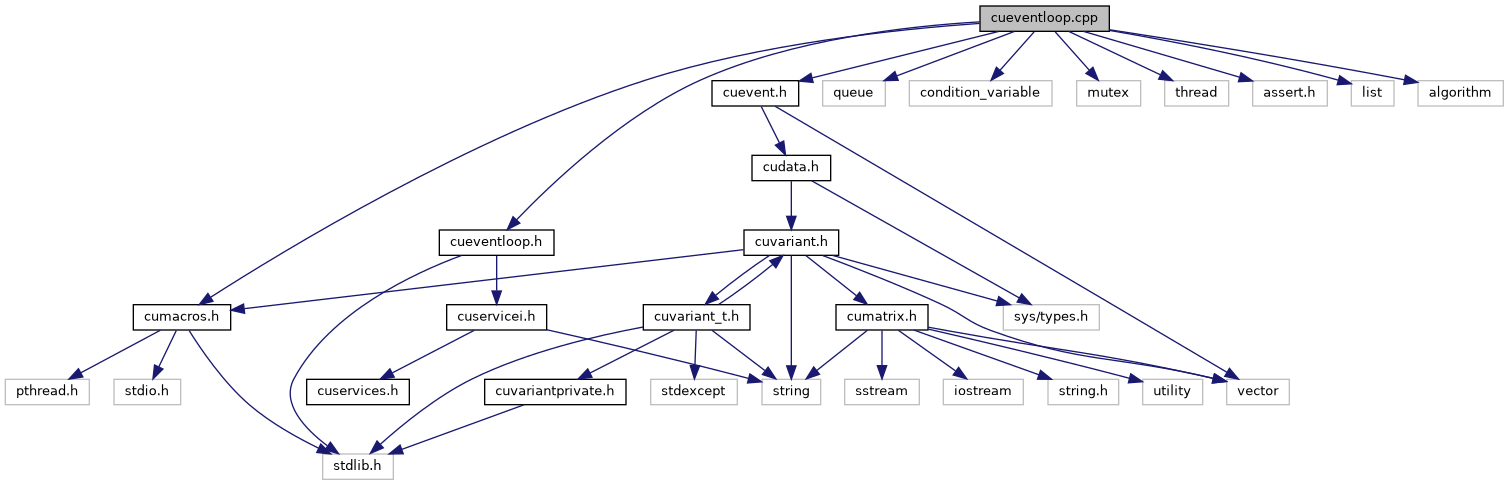 cueventloop.cpp
cuevent.h
queue
condition_variable
mutex
thread
assert.h
list
algorithm
cudata.h
cueventloop.h
cuvariant.h
cumacros.h
cuservicei.h
cuvariant_t.h
cumatrix.h
sys/types.h
pthread.h
stdio.h
cuservices.h
cuvariantprivate.h
stdexcept
string
sstream
iostream
string.h
utility
vector
stdlib.h